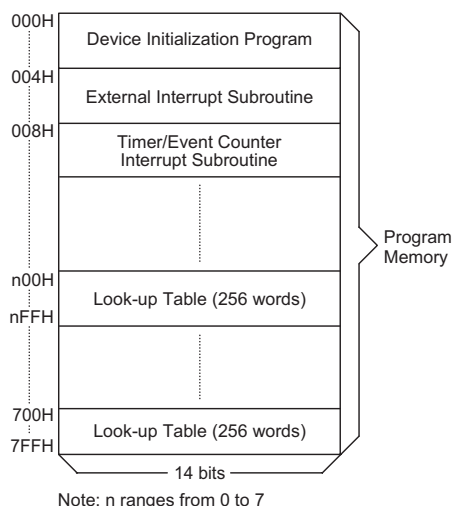 000H
Device Initialization Program
004H
External Interrupt Subroutine
008H
Timer/Event Counter
Interrupt Subroutine
Program
Memory
n00H
Look-up Table (256 words)
nFFH
700H
Look-up Table (256 words)
7FFH
14 bits
Note: n ranges from 0 to 7